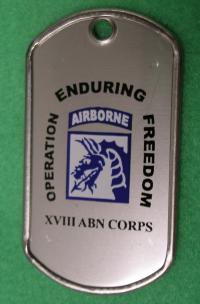 OPERATION ENDURING FREEDOM
AIRBORNE
XVIII ABN CORPS